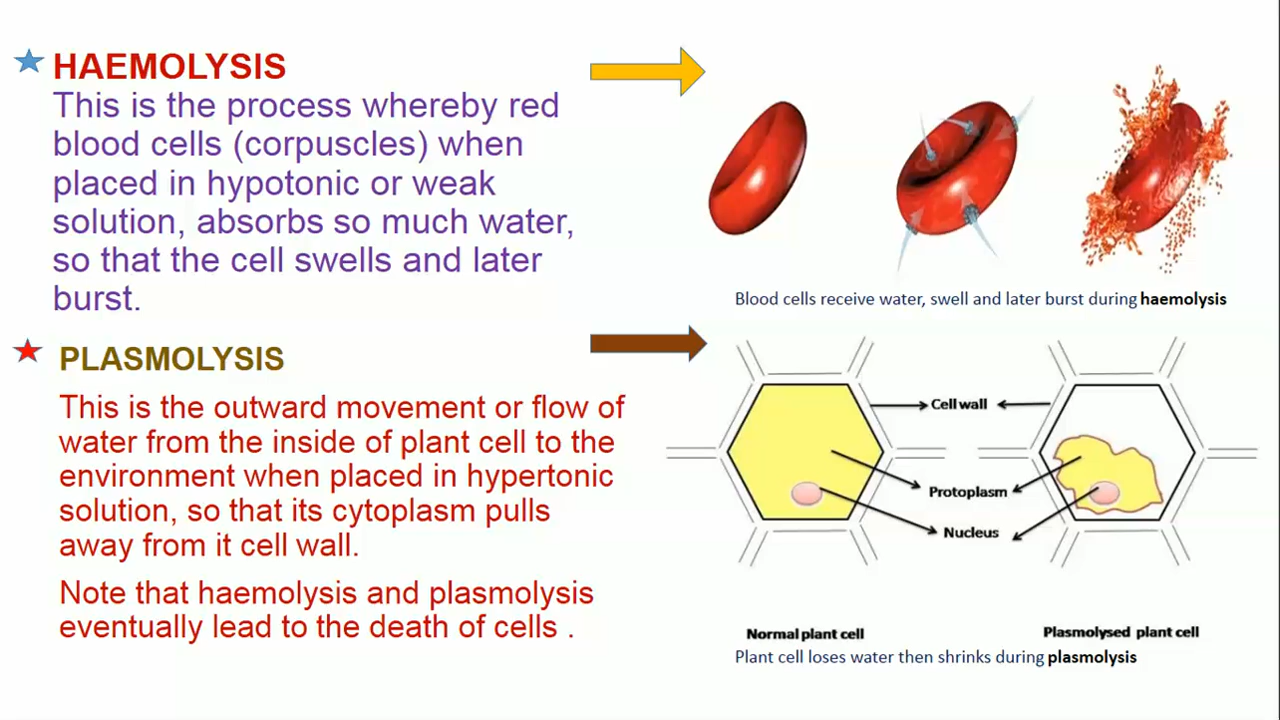 HAEMOLYSIS
This is the process whereby red
blood cells (corpuscles) when
placed in hypotonic or weak
solution, absorbs so much water,
so that the cell swells and later
burst.
Blood cells receive water, swell and later burst during haemolysis
PLASMOLYSIS
This is the outward movement or flow of
water from the inside of plant cell to the
environment when placed in hypertonic
solution, so that its cytoplasm pulls
away from it cell wall.
Note that haemolysis and plasmolysis
eventually lead to the death of cells .
Cell wall
Protoplasm
Nucleus
Normal plant cell
Plasmolysed plant cell
Plant cell loses water then shrinks during plasmolysis